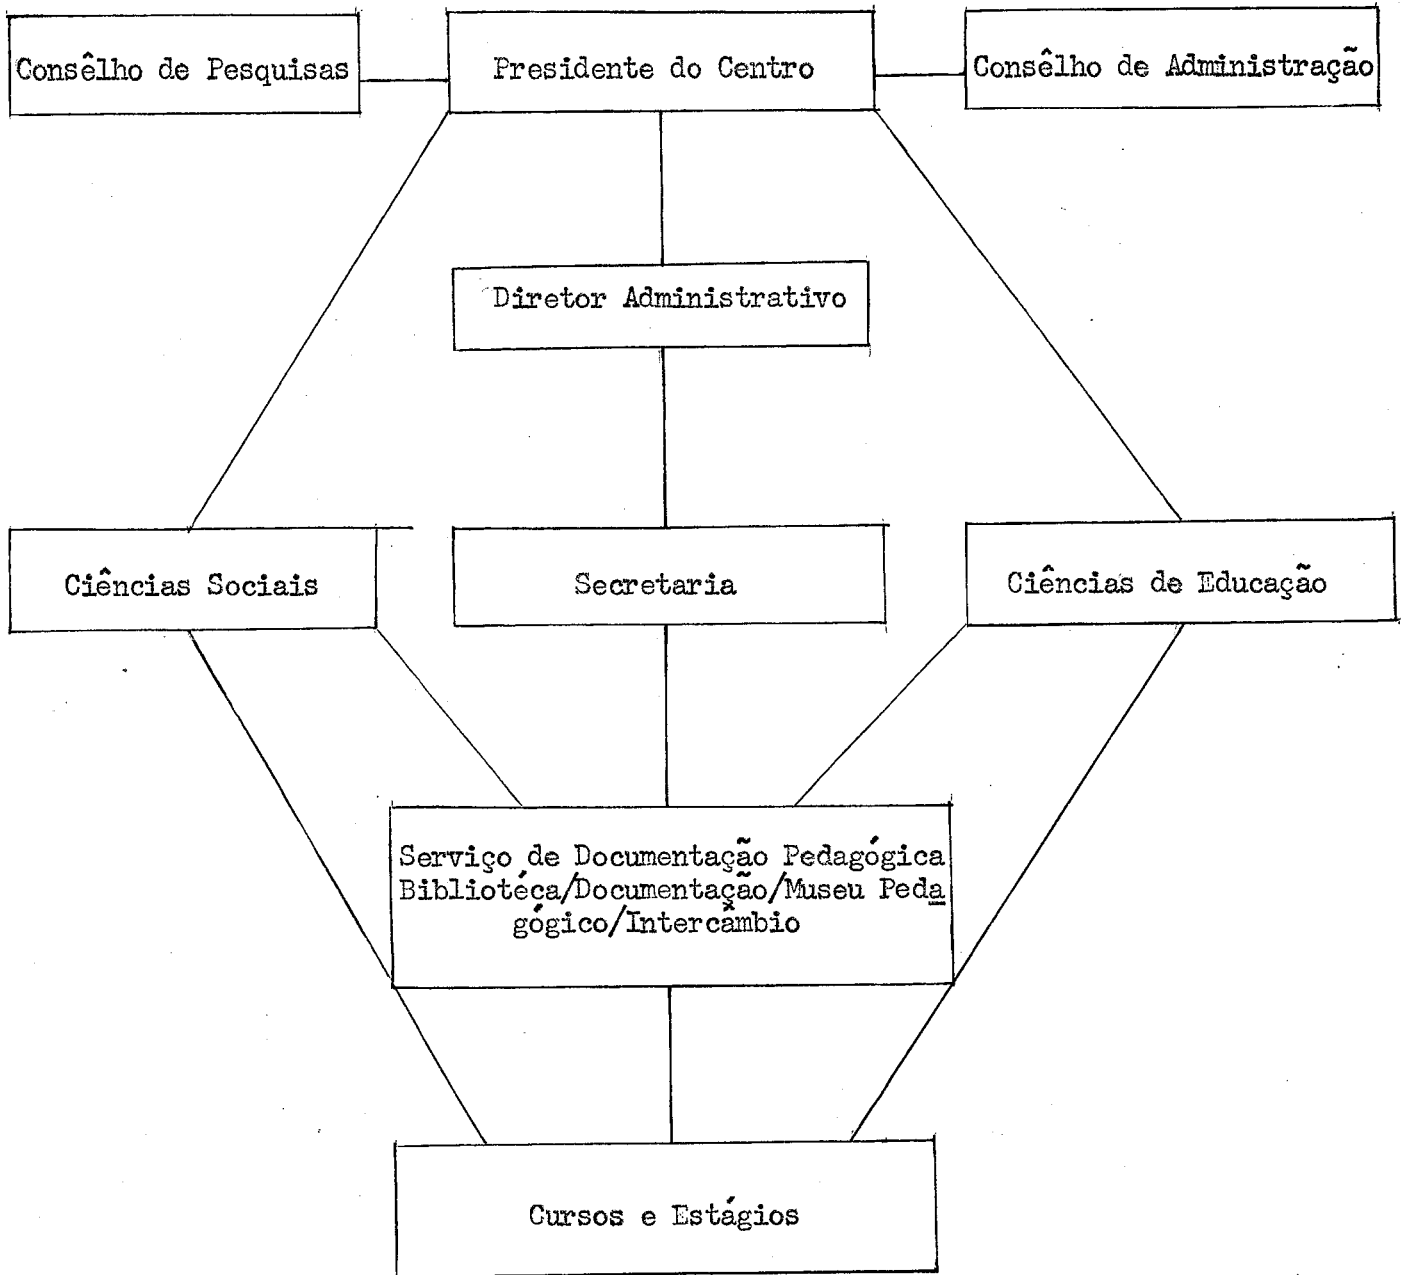 Consêlho de Pesquisas
Presidente do Centro
Consêlho de Administração
Diretor Administrativo
Ciências Sociais
Secretaria
Ciências de Educação
Serviço de Documentação Pedagógica
Bibliotéca/Documentação/Museu Peda
gógico/Intercâmbio
Cursos e Estágios